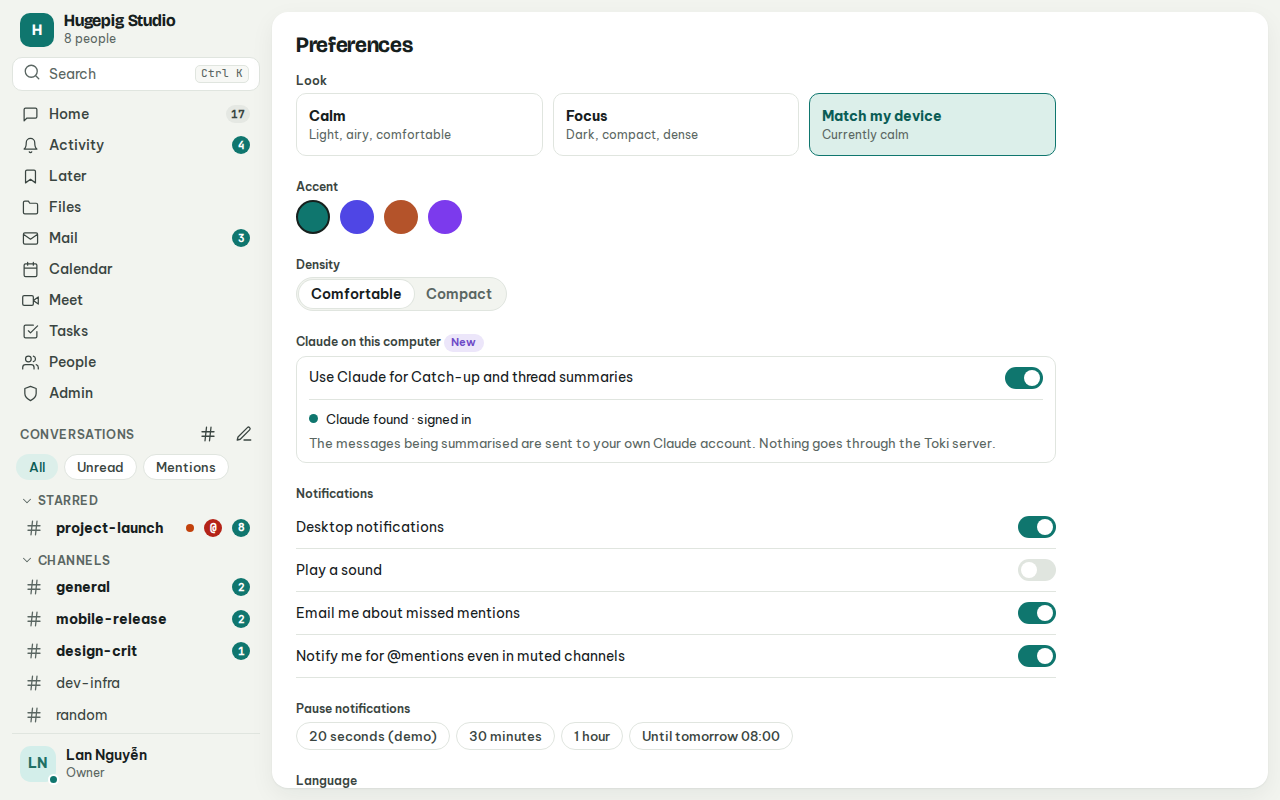 H
Hugepig Studio
8 people
Search
Ctrl K
Home
17
Activity
4
Later
Files
Mail
3
Calendar
Meet
Tasks
People
Admin
CONVERSATIONS
All
Unread
Mentions
STARRED
project-launch
@
8
CHANNELS
general
2
mobile-release
2
design-crit
1
dev-infra
random
LN
Lan Nguyễn
Owner
Preferences
Look
Calm
Light, airy, comfortable
Focus
Dark, compact, dense
Match my device
Currently calm
Accent
Density
Comfortable
Compact
Claude on this computer
New
Use Claude for Catch-up and thread summaries
Claude found · signed in
The messages being summarised are sent to your own Claude account. Nothing goes through the Toki server.
Notifications
Desktop notifications
Play a sound
Email me about missed mentions
Notify me for @mentions even in muted channels
Pause notifications
20 seconds (demo)
30 minutes
1 hour
Until tomorrow 08:00
Language